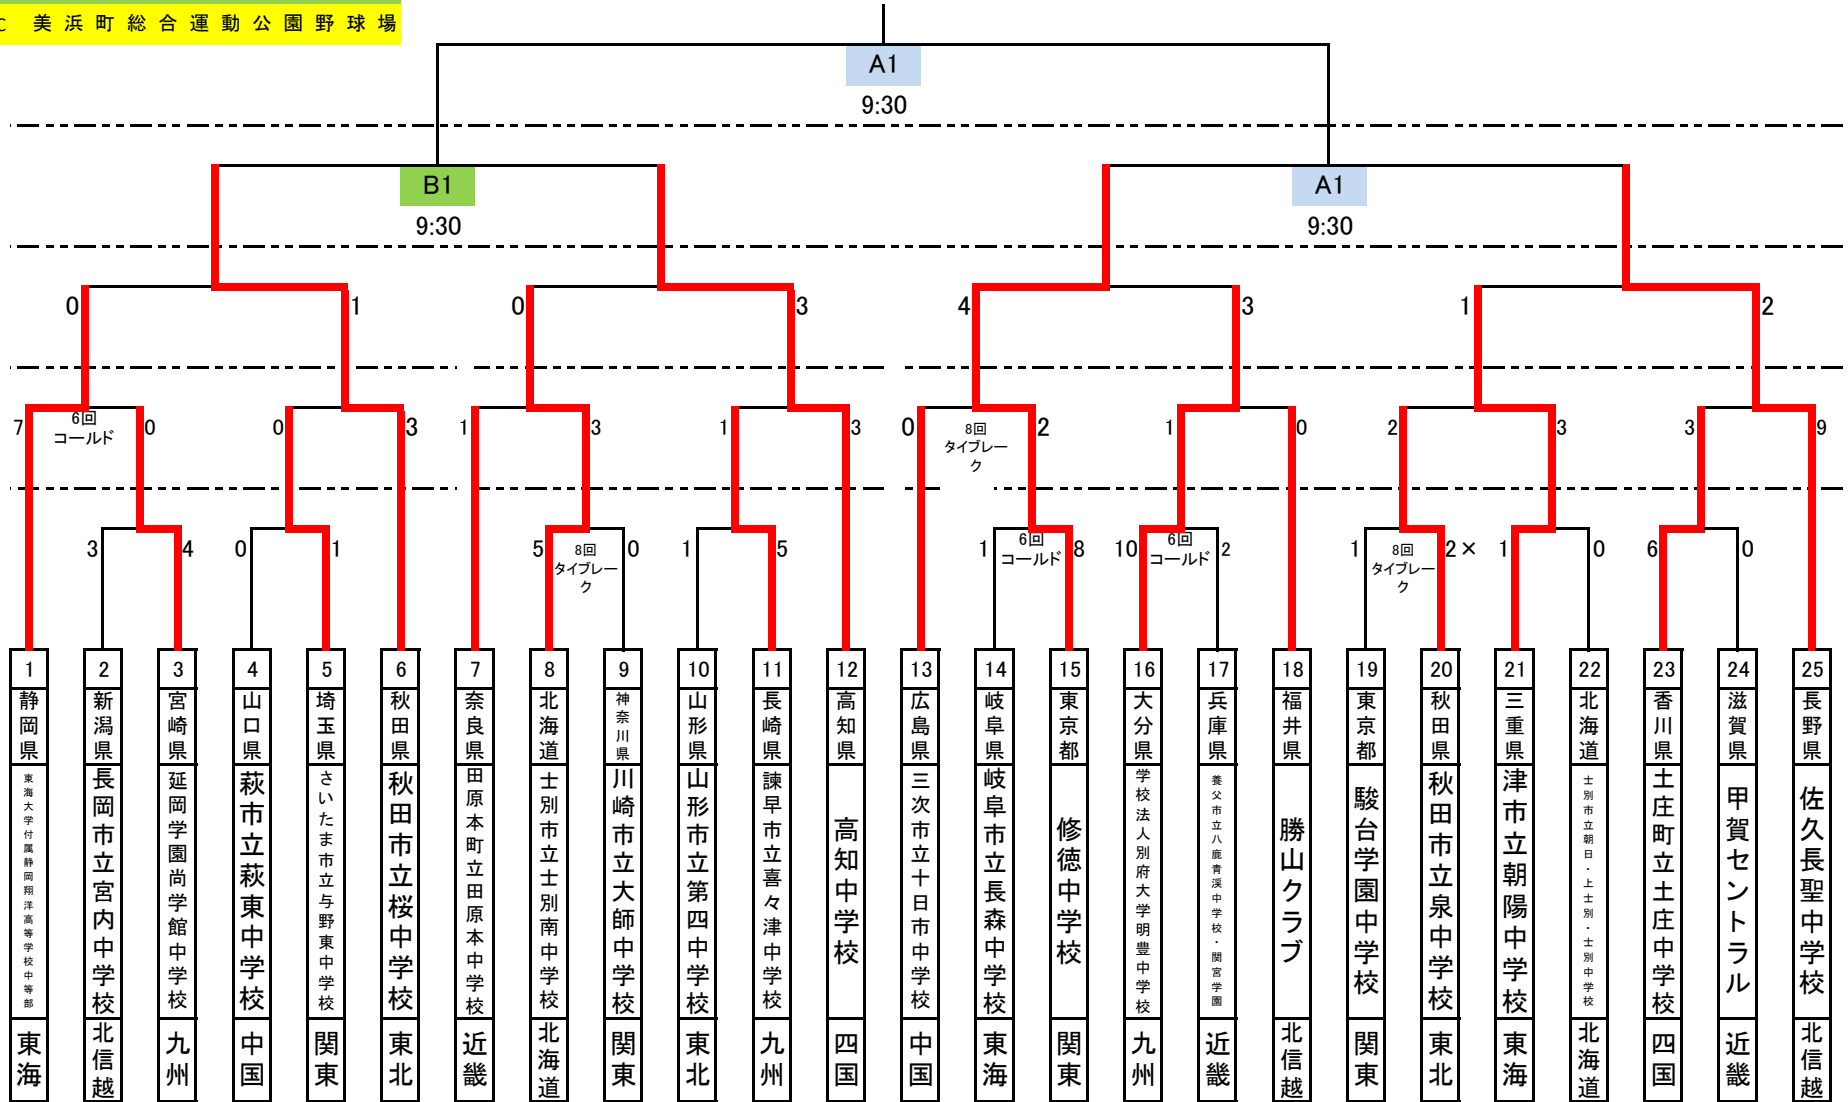 C 美浜町総合運動公園野球場
A1
9:30
B1
A1
9:30
9:30
0 1 0 3 4 3 1 2
7 6回 0 0 3 1 3 1 3 0 8回 2 1 0 2 3 3 9
コールド タイブレー
ク
3 4 0 1 5 8回 0 1 5 1 6回 8 10 6回 2 1 8回 2× 1 0 6 0
タイブレー コールド コールド タイブレー
ク ク
1 2 3 4 5 6 7 8 9 10 11 12 13 14 15 16 17 18 19 20 21 22 23 24 25
静岡県
東海大学付属静岡翔洋高等学校中等部
東海
新潟県
長岡市立宮内中学校
北信越
宮崎県
延岡学園尚学館中学校
九州
山口県
萩市立萩東中学校
中国
埼玉県
さいたま市立与野東中学校
関東
秋田県
秋田市立桜中学校
東北
奈良県
田原本町立田原本中学校
近畿
北海道
士別市立士別南中学校
北海道
神奈川県
川崎市立大師中学校
関東
山形県
山形市立第四中学校
東北
長崎県
諫早市立喜々津中学校
九州
高知県
高知中学校
四国
広島県
三次市立十日市中学校
中国
岐阜県
岐阜市立長森中学校
東海
東京都
修徳中学校
関東
大分県
学校法人別府大学明豊中学校
九州
兵庫県
養父市立八鹿青渓中学校・関宮学園
近畿
福井県
勝山クラブ
北信越
東京都
駿台学園中学校
関東
秋田県
秋田市立泉中学校
東北
三重県
津市立朝陽中学校
東海
北海道
士別市立朝日・上士別・士別中学校
北海道
香川県
土庄町立土庄中学校
四国
滋賀県
甲賀セントラル
近畿
長野県
佐久長聖中学校
北信越